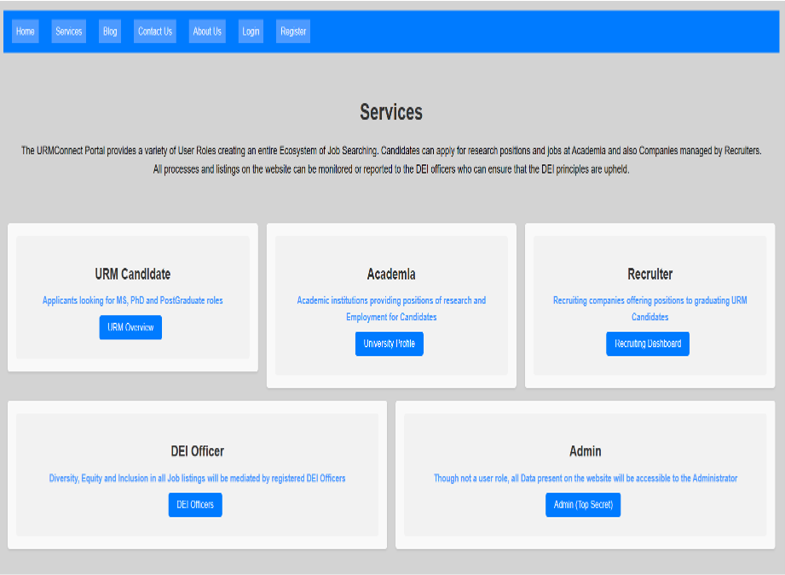 Home Services Blog Contact Us About Us Login Register
Services
The URMConnect Portal provides a variety of User Roles creating an entire Ecosystem of Job Searching. Candidates can apply for research positions and jobs at Academia and also Companies managed by Recruiters.
All processes and listings on the website can be monitored or reported to the DEI officers who can ensure that the DEI principles are upheld.
URM Candidate
Applicants looking for MS, PhD and PostGraduate roles
URM Overview
Academia
Academic institutions providing positions of research and
Employment for Candidates
University Profile
Recruiter
Recruiting companies offering positions to graduating URM
Candidates
Recruiting Dashboard
DEI Officer
Diversity, Equity and Inclusion in all Job listings will be mediated by registered DEI Officers
DEI Officers
Admin
Though not a user role, all Data present on the website will be accessible to the Administrator
Admin (Top Secret)